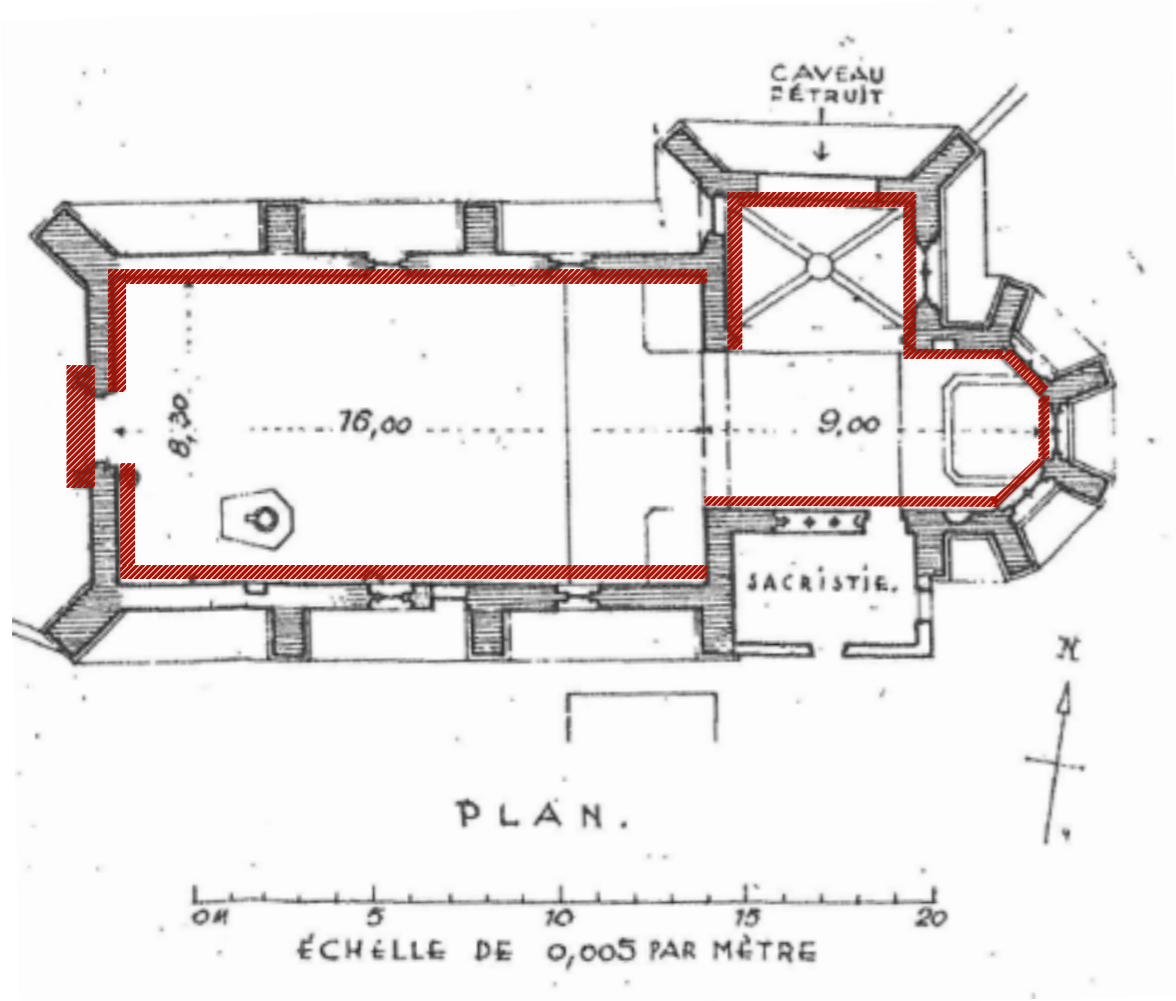 CAVEAU
DÉTRUIT
8,30
16,00
9,00
SACRISTIE.
N
PLAN.
0M 5 10 15 20
ÉCHELLE DE 0,005 PAR MÈTRE